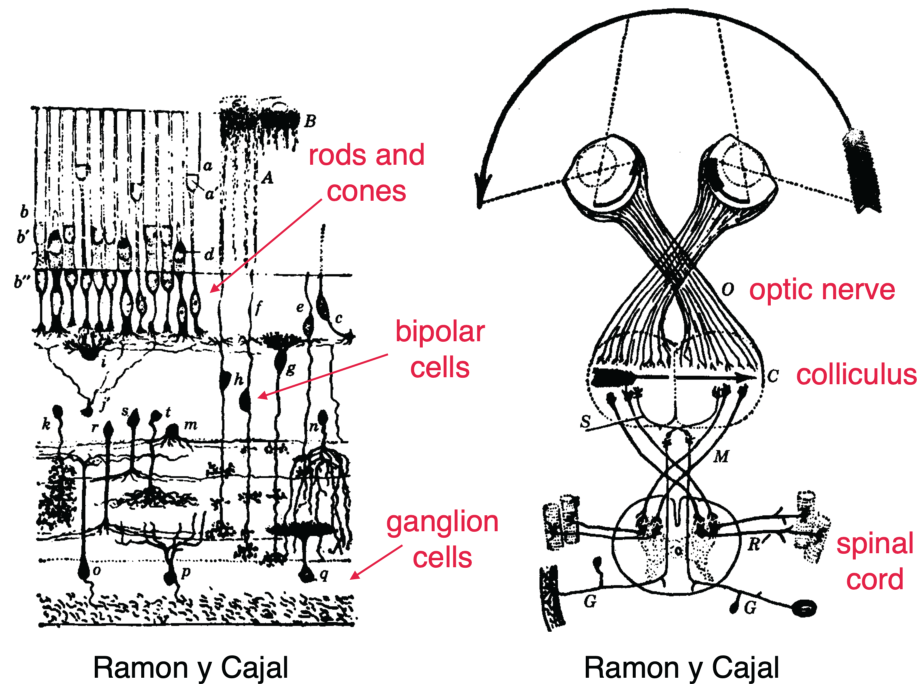 B
rods and
cones
a
A
a
b
b'
d
b"
f
e
c
O
optic nerve
bipolar
cells
i
g
h
C
colliculus
j
k
r
s
t
m
n
S
M
ganglion
cells
R
spinal
cord
o
p
q
G
G
Ramon y Cajal
Ramon y Cajal